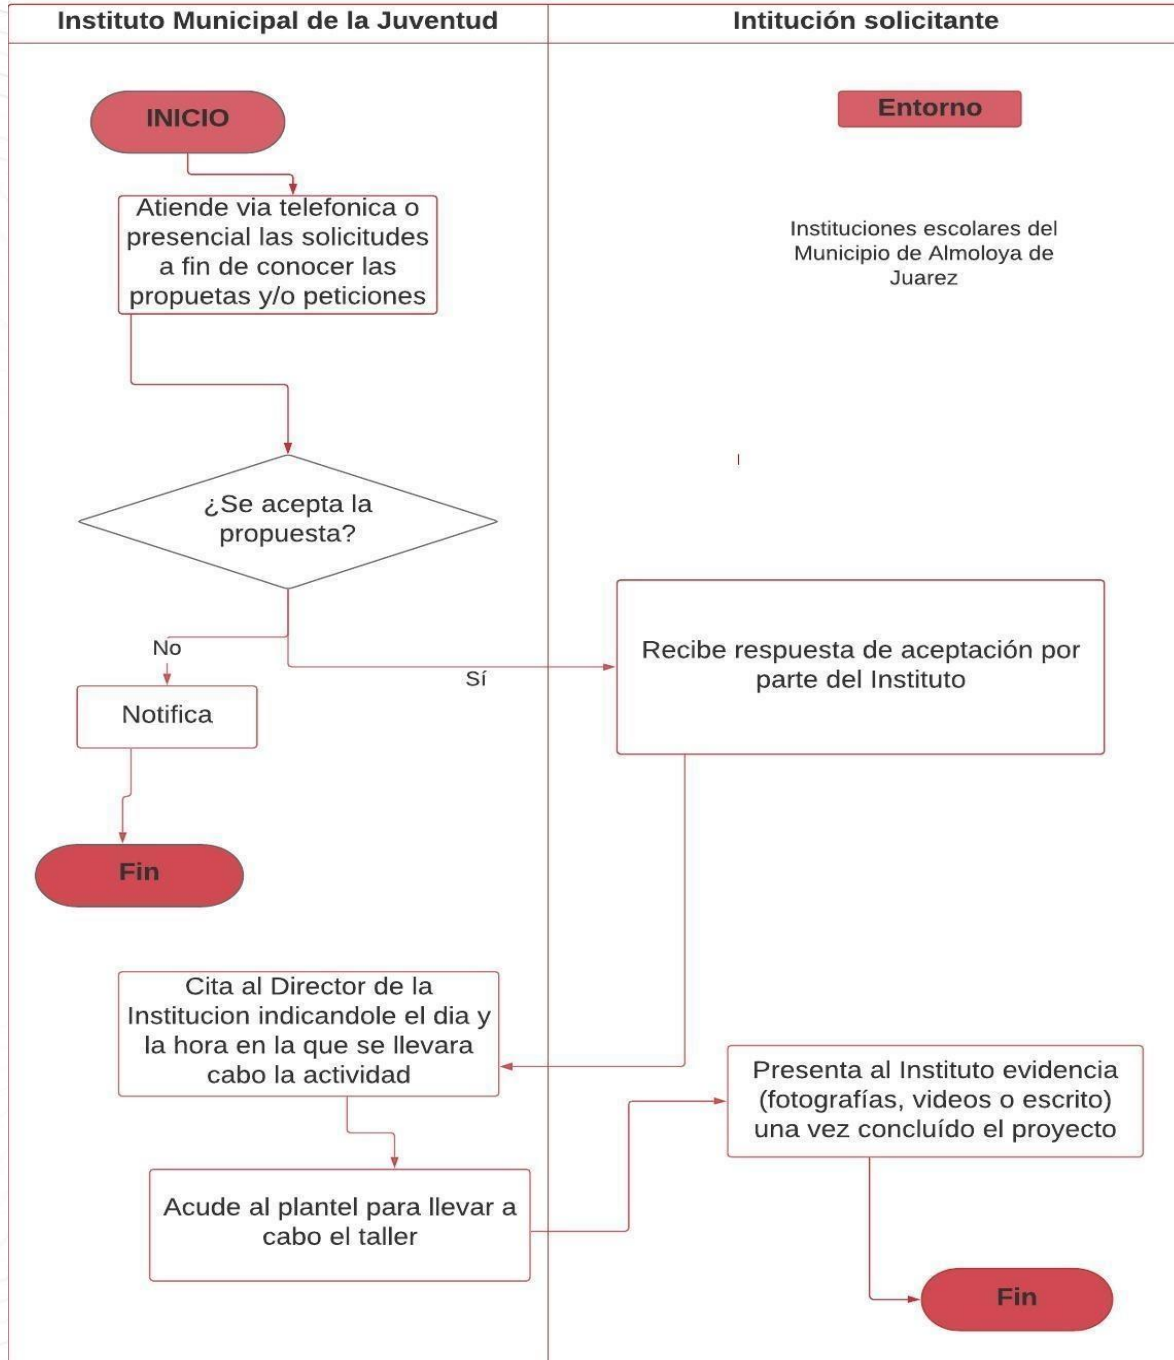 Instituto Municipal de la Juventud
Intitución solicitante
INICIO
Entorno
Atiende via telefonica o
presencial las solicitudes
a fin de conocer las
propuetas y/o peticiones
Instituciones escolares del
Municipio de Almoloya de
Juarez
¿Se acepta la
propuesta?
No
Sí
Recibe respuesta de aceptación por
parte del Instituto
Notifica
Fin
Cita al Director de la
Institucion indicandole el dia y
la hora en la que se llevara
cabo la actividad
Acude al plantel para llevar a
cabo el taller
Presenta al Instituto evidencia
(fotografías, videos o escrito)
una vez concluído el proyecto
Fin